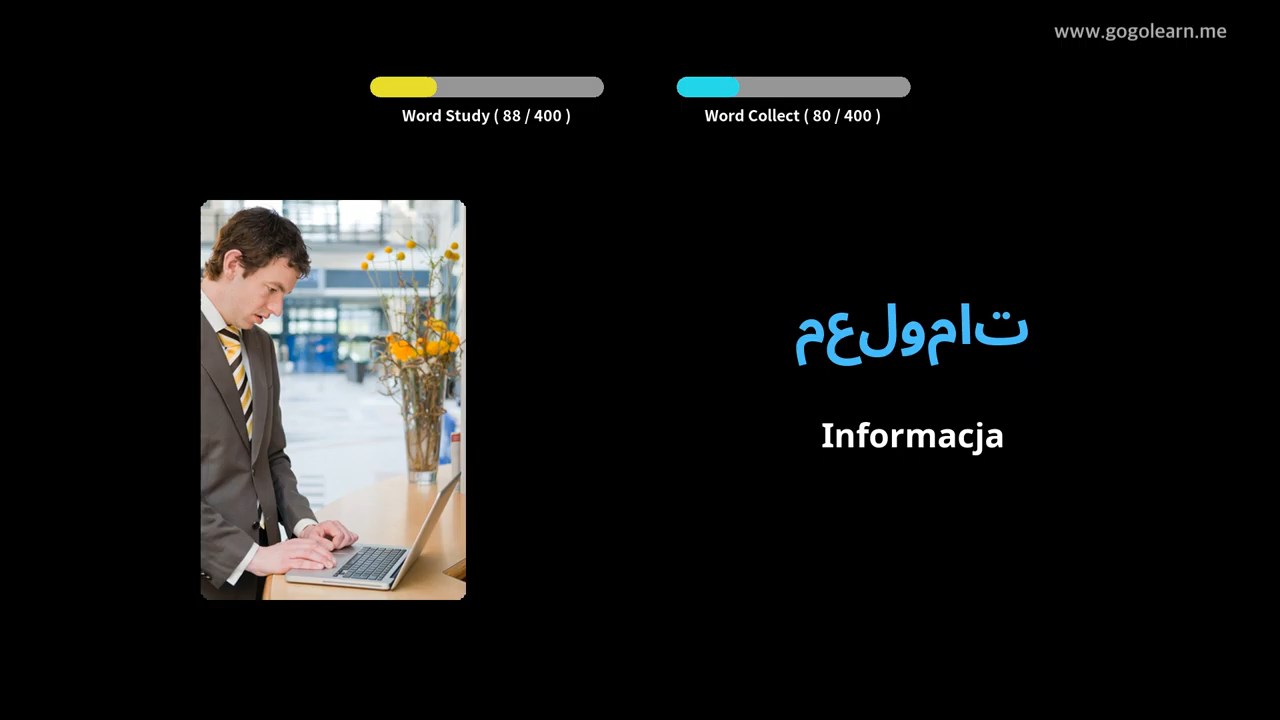 www.gogolearn.me
Word Study ( 88 / 400 )
Word Collect ( 80 / 400 )
معلومات
Informacja